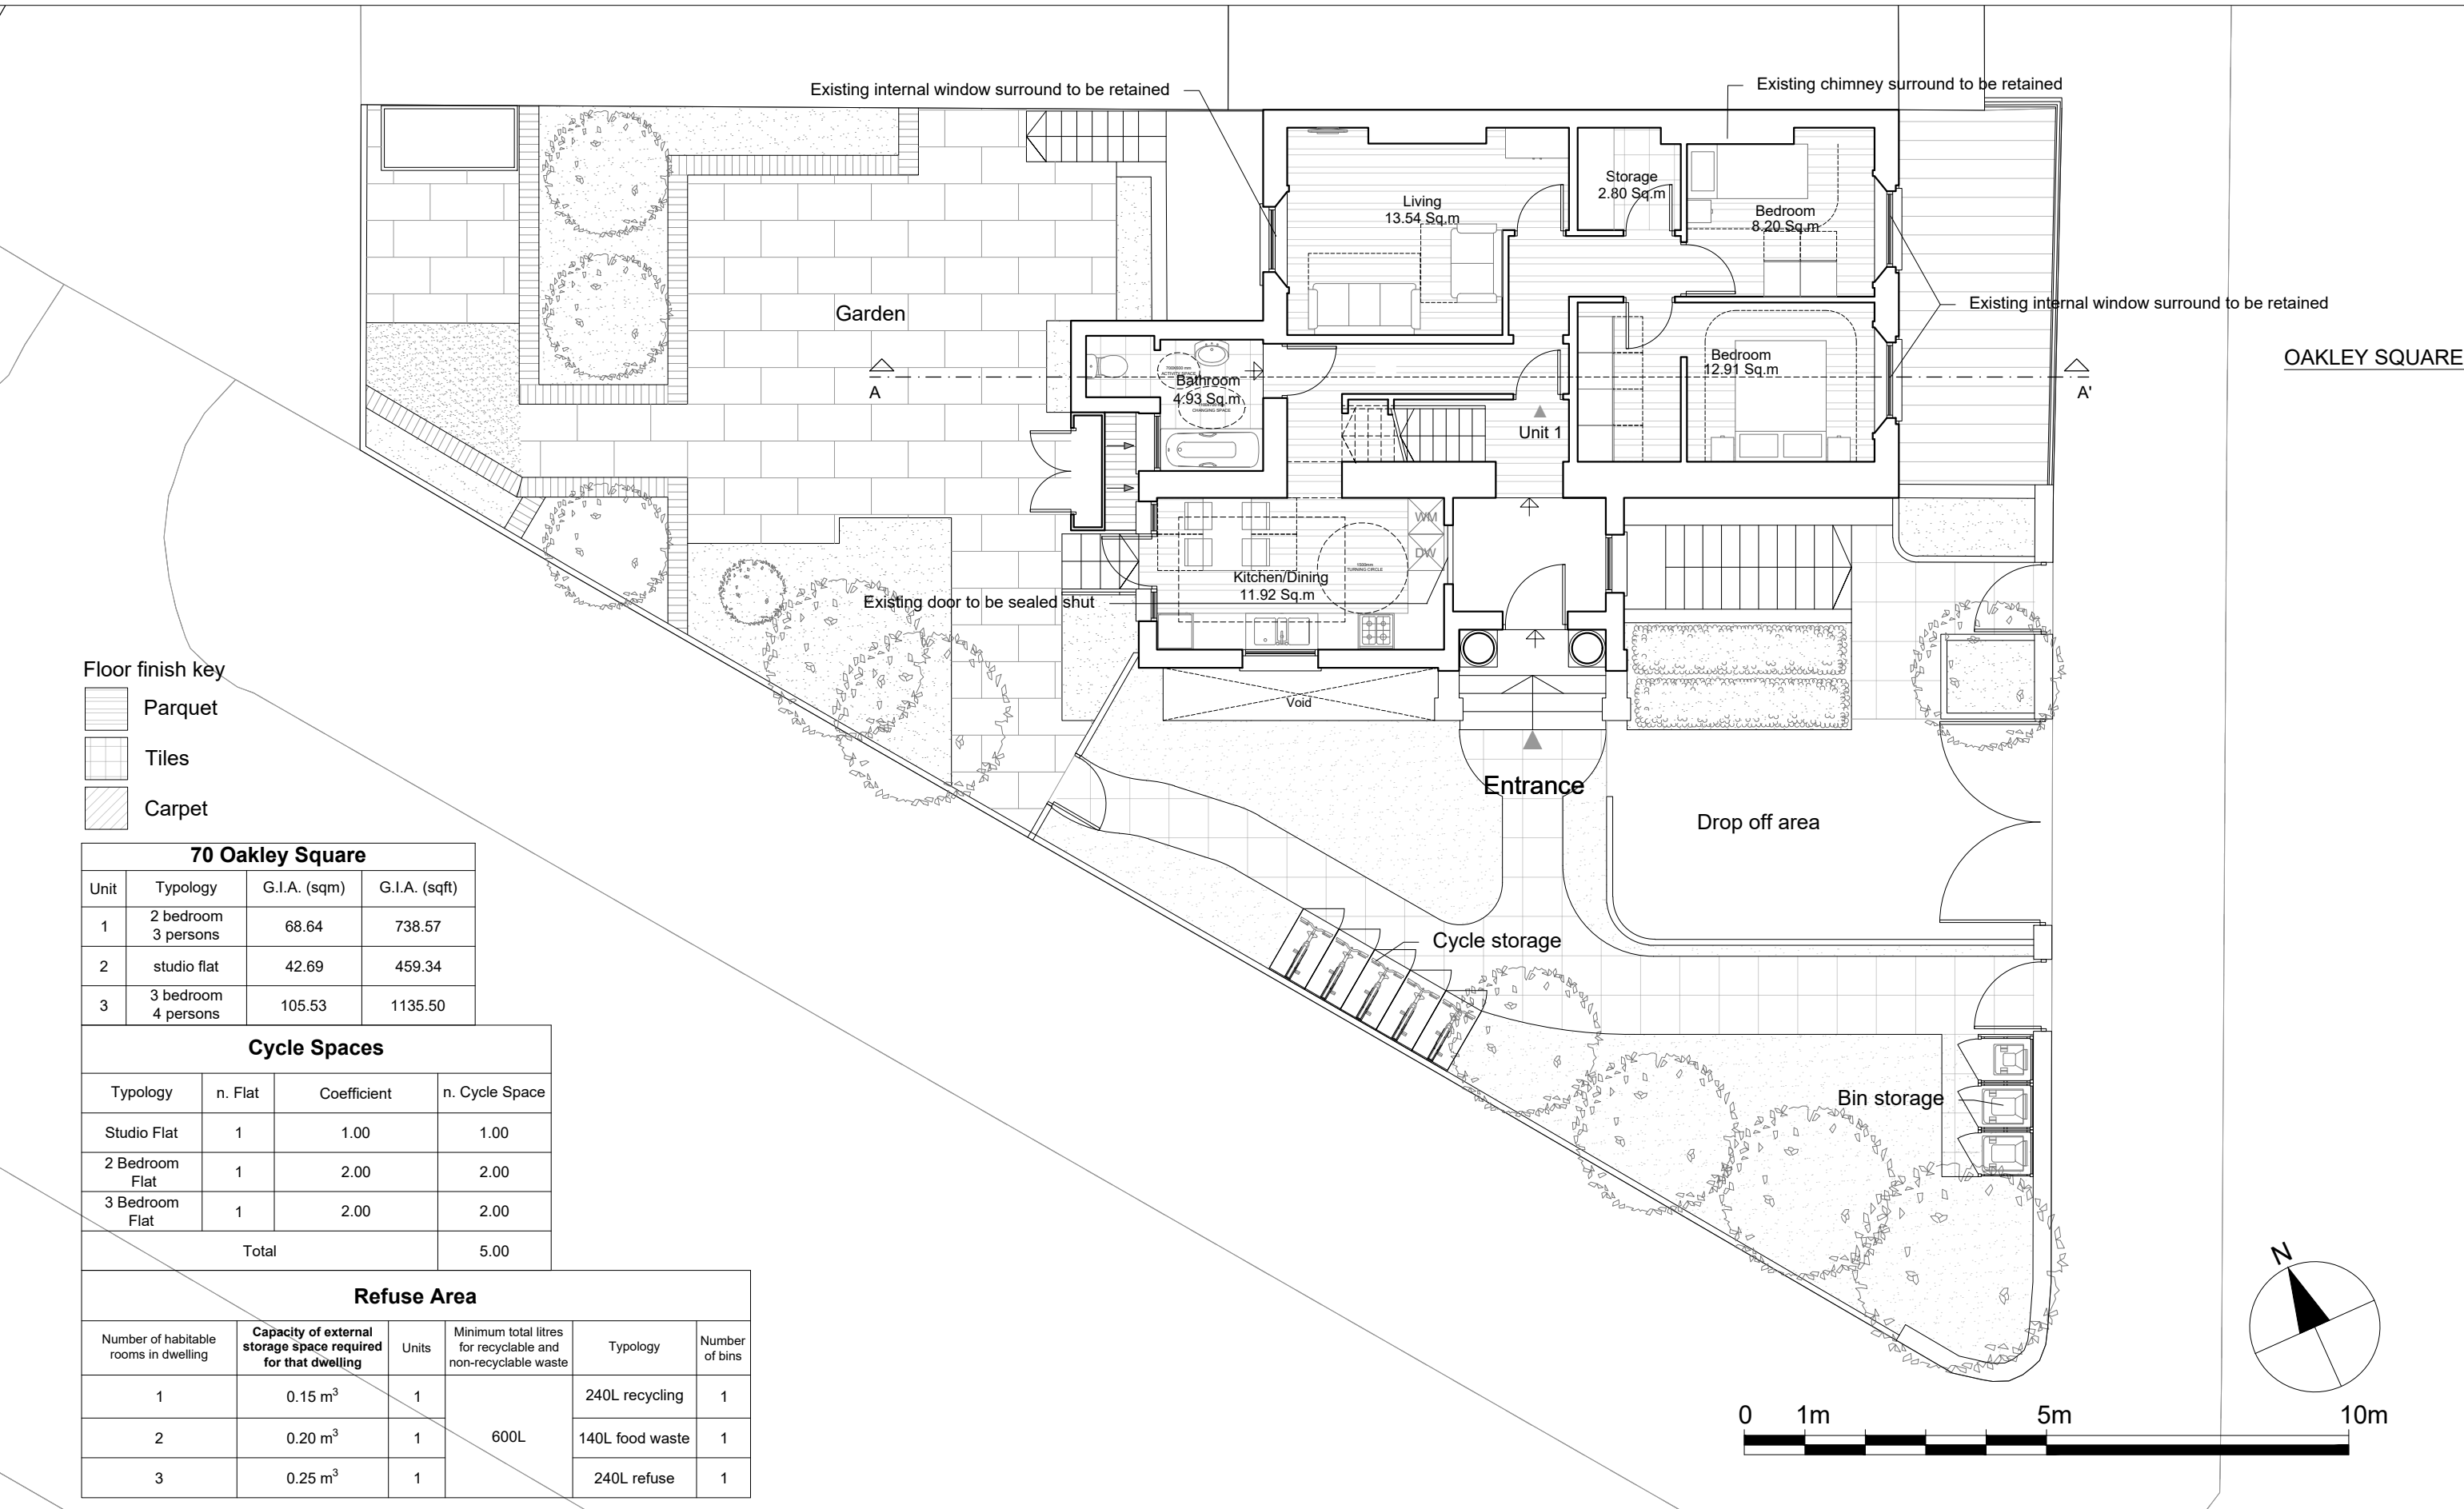 Existing internal window surround to be retained
Existing chimney surround to be retained
Storage
2.80 Sq.m
Living
13.54 Sq.m
Bedroom
8.20 Sq.m
Existing internal window surround to be retained
Garden
OAKLEY SQUARE
A
A'
Bathroom
4.93 Sq.m
CHANGING SPACE
Bedroom
12.91 Sq.m
Unit 1
WM
DW
1500mm
TURNING CIRCLE
Kitchen/Dining
11.92 Sq.m
Existing door to be sealed shut
Void
Entrance
Drop off area
Cycle storage
Bin storage
Floor finish key
Parquet
Tiles
Carpet
70 Oakley Square
Unit Typology G.I.A. (sqm) G.I.A. (sqft)
1 2 bedroom 3 persons 68.64 738.57
2 studio flat 42.69 459.34
3 3 bedroom 4 persons 105.53 1135.50
Cycle Spaces
Typology n. Flat Coefficient n. Cycle Space
Studio Flat 1 1.00 1.00
2 Bedroom Flat 1 2.00 2.00
3 Bedroom Flat 1 2.00 2.00
Total 5.00
Refuse Area
Number of habitable rooms in dwelling Capacity of external storage space required for that dwelling Units Minimum total litres for recyclable and non-recyclable waste Typology Number of bins
1 0.15 m³ 1 600L 240L recycling 1
2 0.20 m³ 1 140L food waste 1
3 0.25 m³ 1 240L refuse 1
N
0 1m 5m 10m